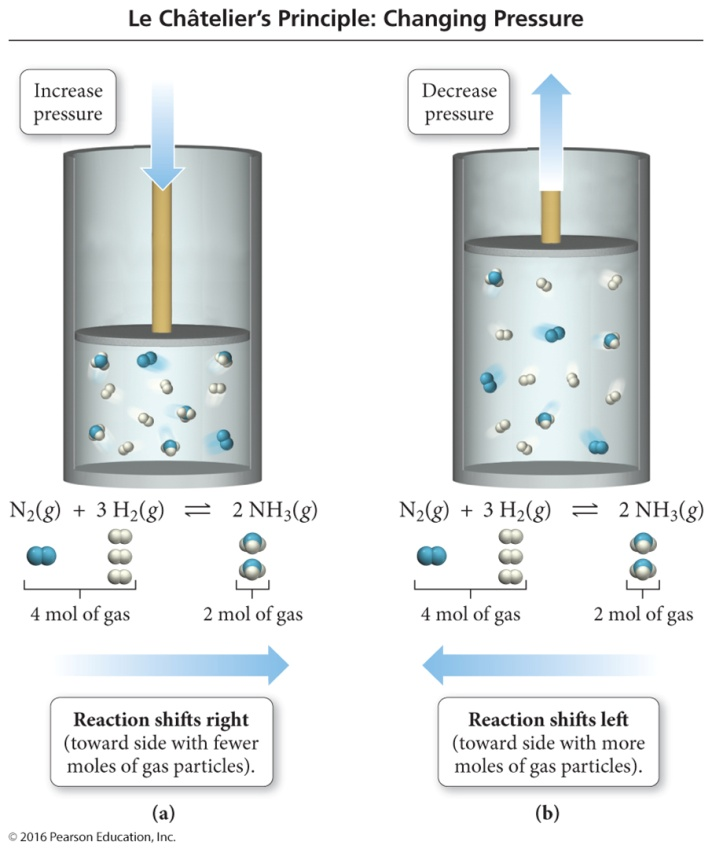 Le Châtelier's Principle: Changing Pressure
Increase
pressure
N₂(g) + 3 H₂(g) ⇌ 2 NH₃(g)
4 mol of gas
2 mol of gas
Reaction shifts right
(toward side with fewer
moles of gas particles).
(a)
Decrease
pressure
N₂(g) + 3 H₂(g) ⇌ 2 NH₃(g)
4 mol of gas
2 mol of gas
Reaction shifts left
(toward side with more
moles of gas particles).
(b)
© 2016 Pearson Education, Inc.